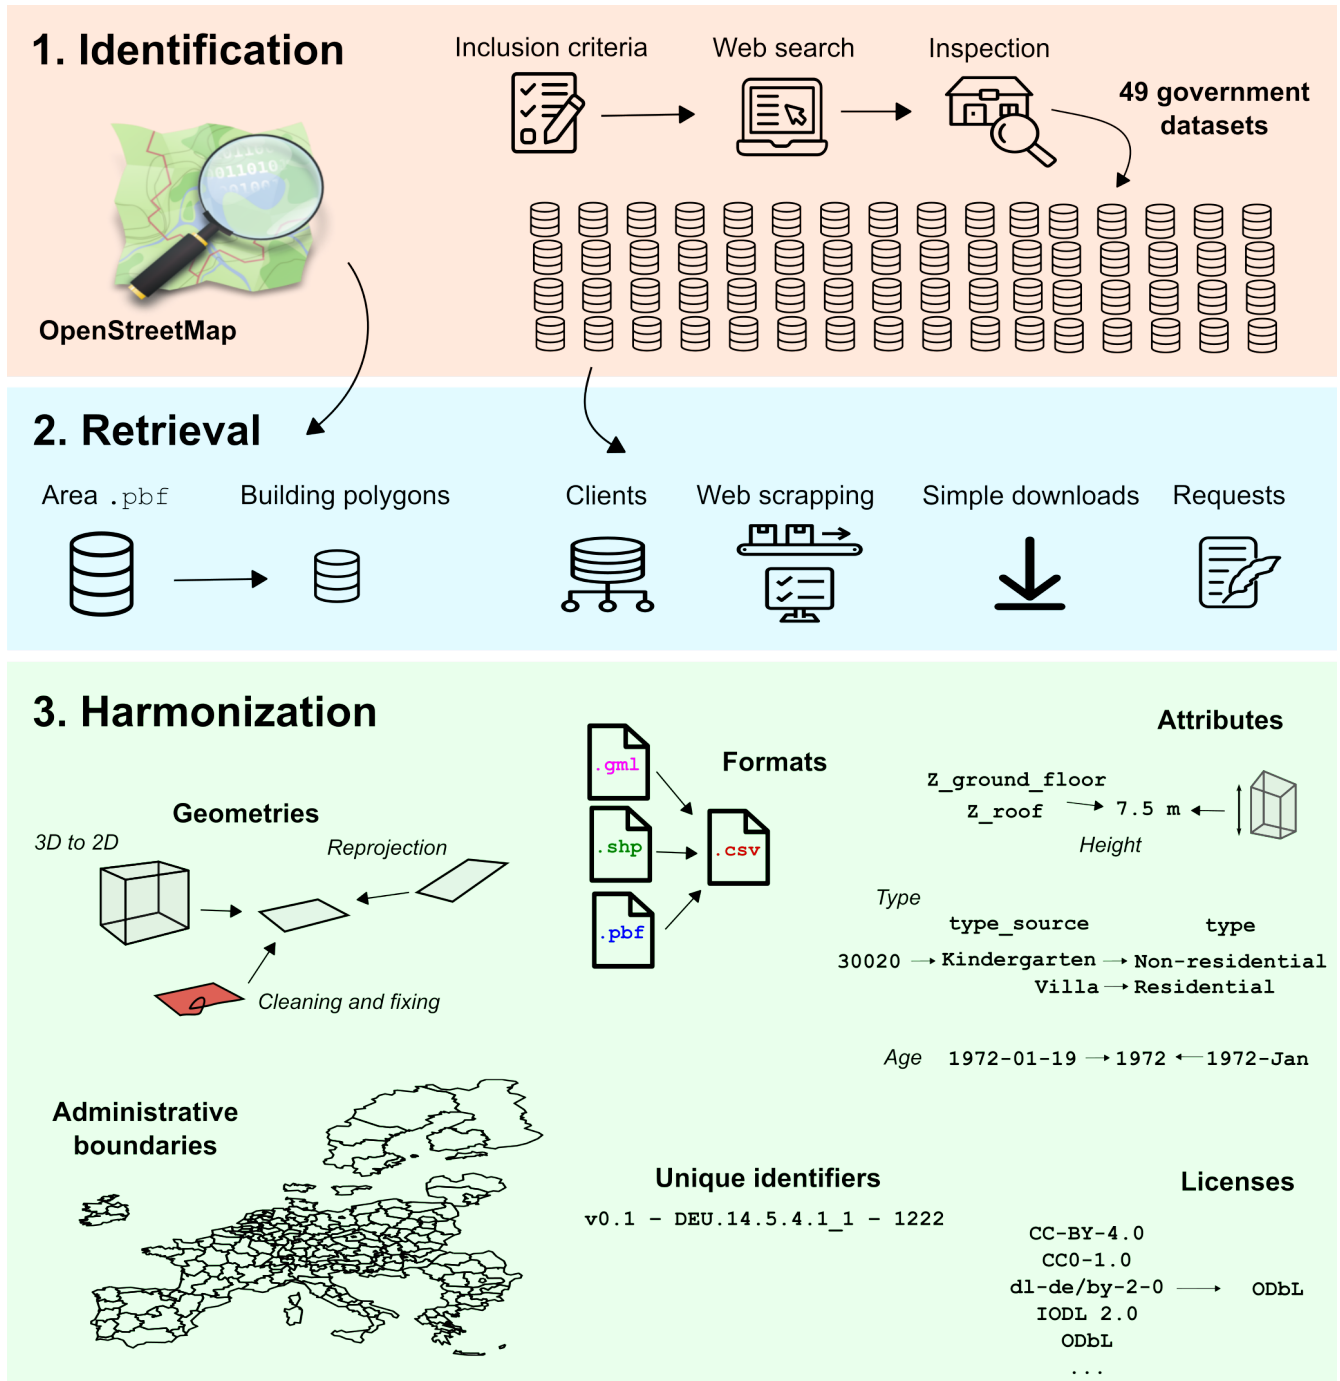 1. Identification
Inclusion criteria
Web search
Inspection
49 government
datasets
011010
OpenStreetMap
2. Retrieval
Area .pbf
Building polygons
Clients
Web scrapping
Simple downloads
Requests
3. Harmonization
Geometries
3D to 2D
Reprojection
Cleaning and fixing
Formats
.gml
.shp
.pbf
.csv
Attributes
Z_ground_floor
Z_roof
7.5 m
Height
Type
type_source
type
30020
Kindergarten
Non-residential
Villa
Residential
Age
1972-01-19
1972
1972-Jan
Administrative
boundaries
Unique identifiers
v0.1 – DEU.14.5.4.1_1 – 1222
Licenses
CC-BY-4.0
CC0-1.0
dl-de/by-2-0
ODbL
IODL 2.0
ODbL
...